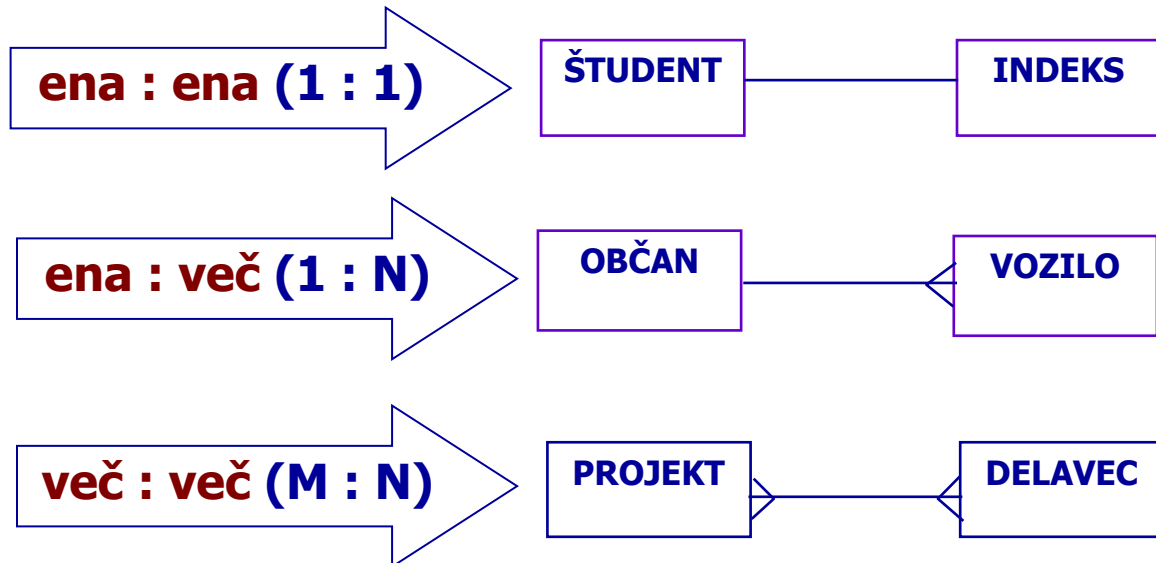 ena : ena (1 : 1)
ŠTUDENT
INDEKS
ena : več (1 : N)
OBČAN
VOZILO
več : več (M : N)
PROJEKT
DELAVEC